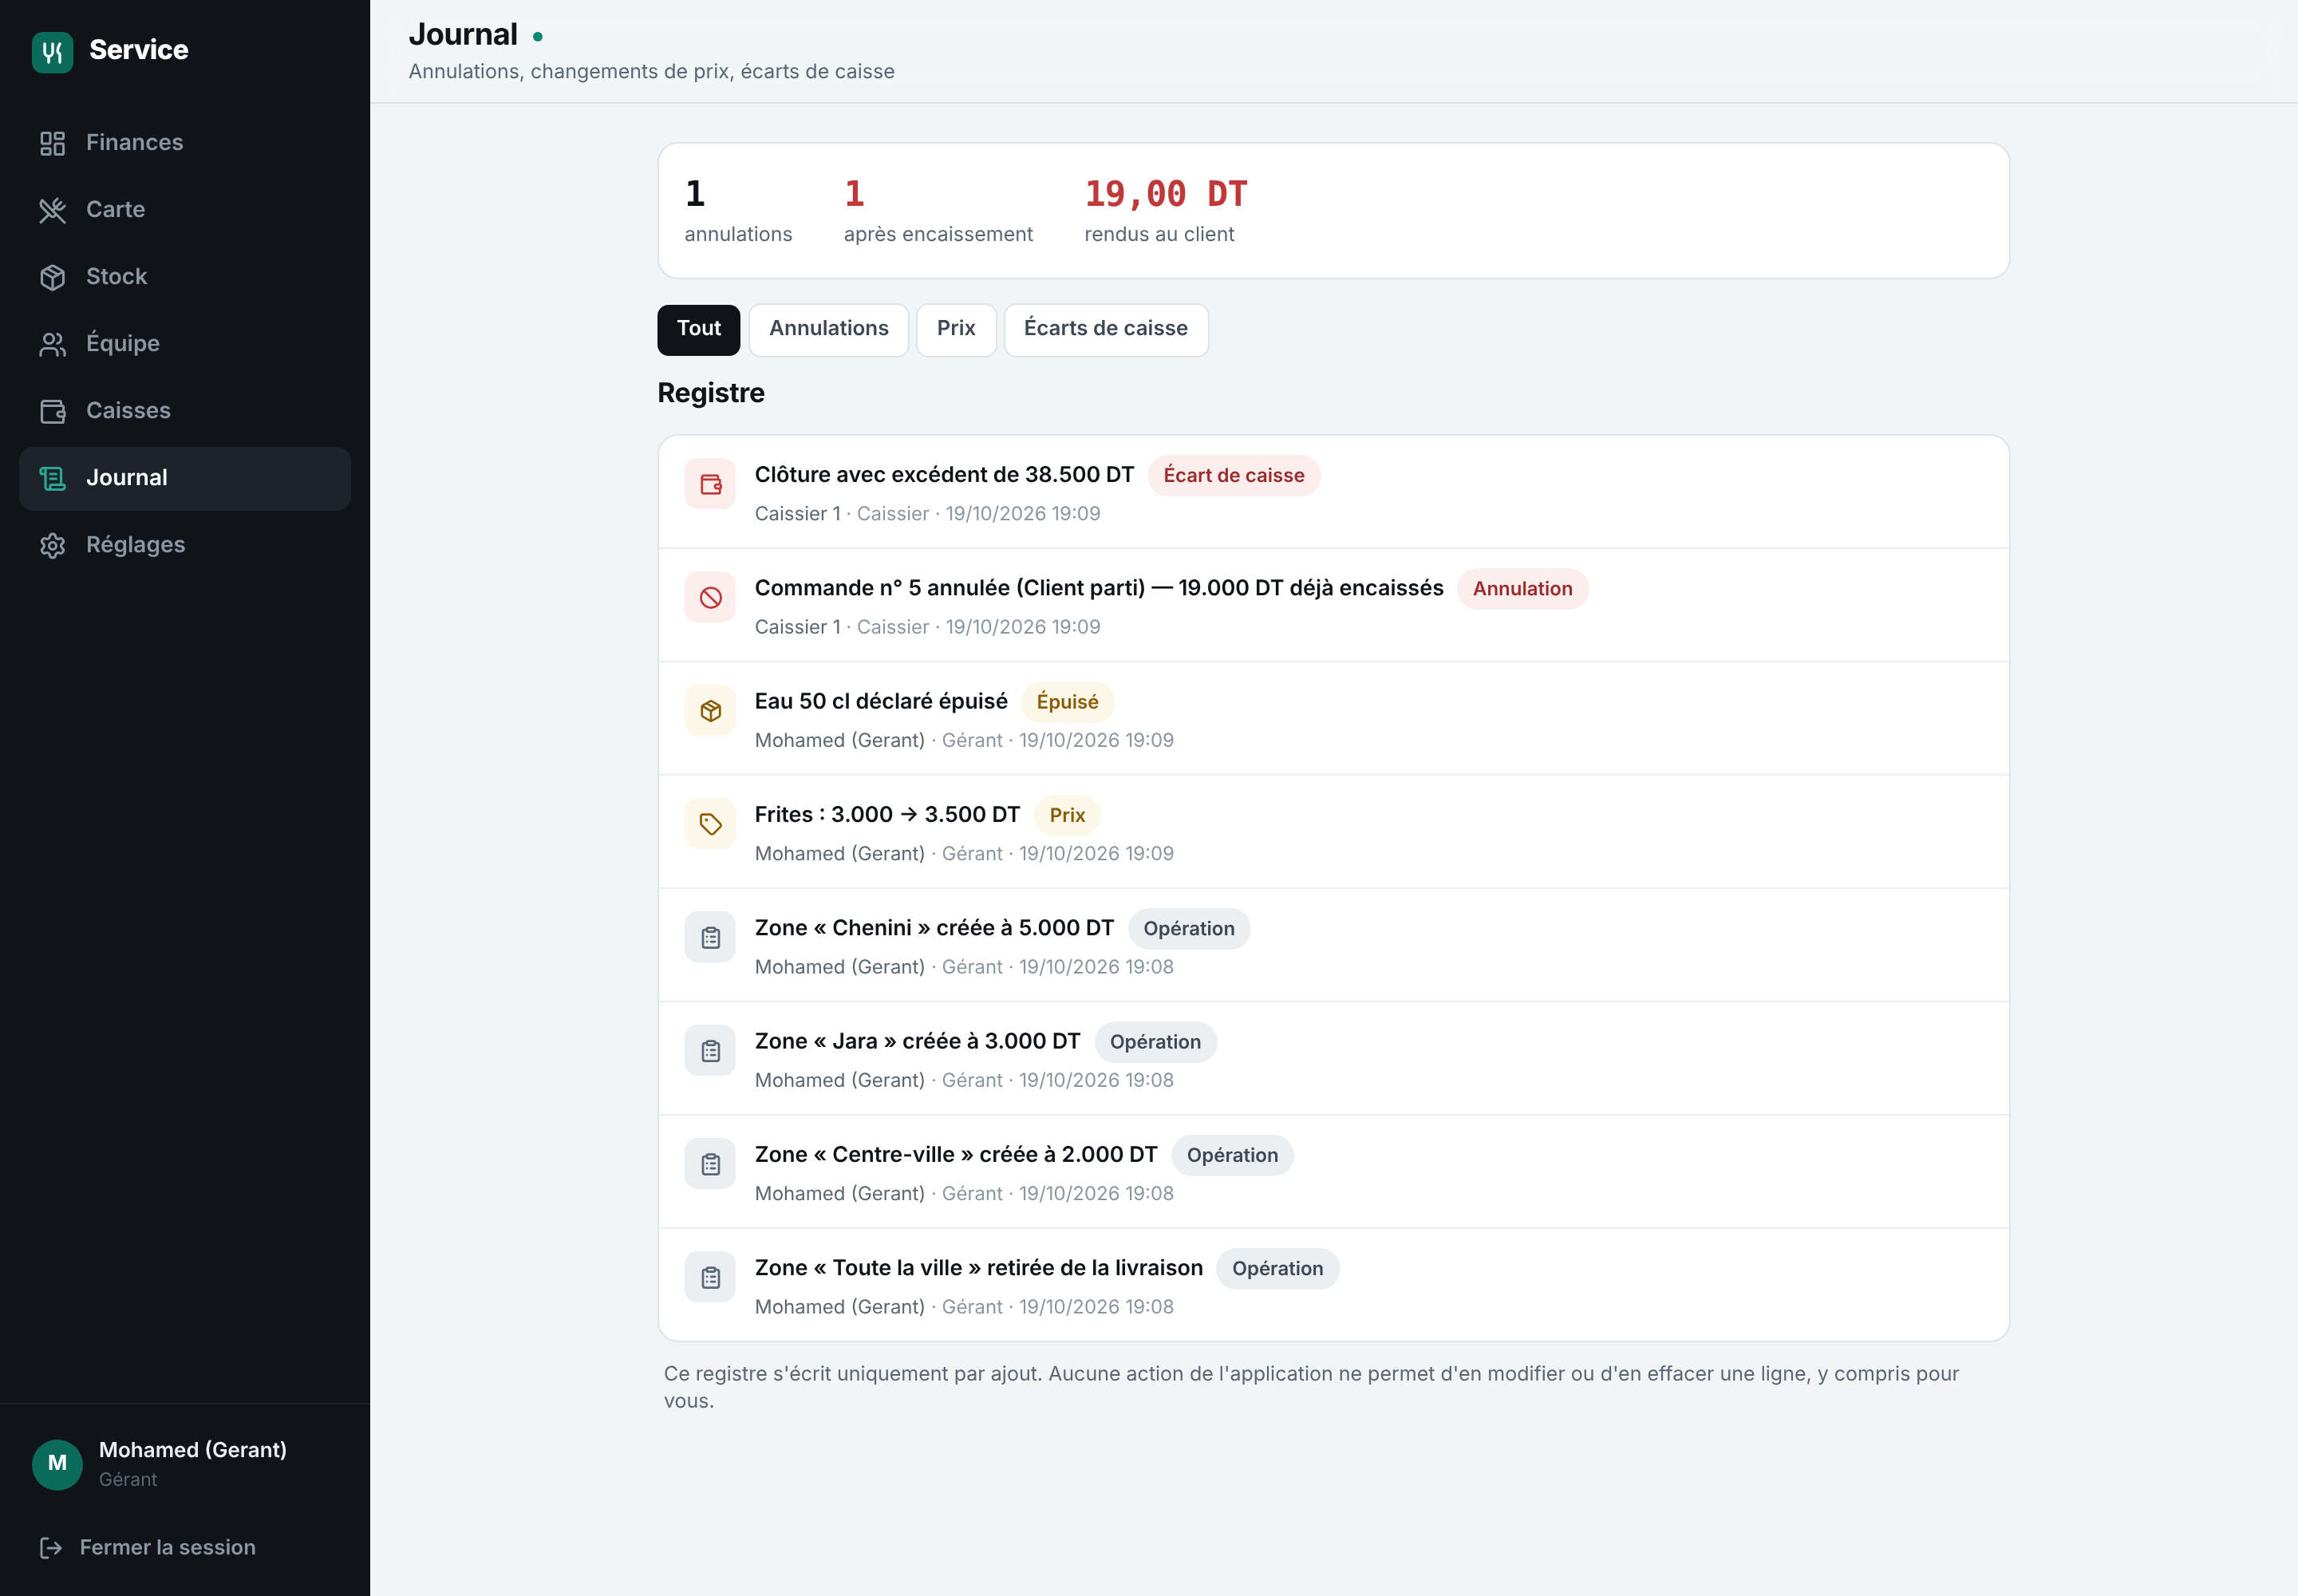 Service
Finances
Carte
Stock
Équipe
Caisses
Journal
Réglages
Mohamed (Gerant)
Gérant
Fermer la session
Journal
Annulations, changements de prix, écarts de caisse
1
annulations
1
après encaissement
19,00 DT
rendus au client
Tout
Annulations
Prix
Écarts de caisse
Registre
Clôture avec excédent de 38.500 DT Écart de caisse
Caissier 1 · Caissier · 19/10/2026 19:09
Commande n° 5 annulée (Client parti) — 19.000 DT déjà encaissés Annulation
Caissier 1 · Caissier · 19/10/2026 19:09
Eau 50 cl déclaré épuisé Épuisé
Mohamed (Gerant) · Gérant · 19/10/2026 19:09
Frites : 3.000 → 3.500 DT Prix
Mohamed (Gerant) · Gérant · 19/10/2026 19:09
Zone « Chenini » créée à 5.000 DT Opération
Mohamed (Gerant) · Gérant · 19/10/2026 19:08
Zone « Jara » créée à 3.000 DT Opération
Mohamed (Gerant) · Gérant · 19/10/2026 19:08
Zone « Centre-ville » créée à 2.000 DT Opération
Mohamed (Gerant) · Gérant · 19/10/2026 19:08
Zone « Toute la ville » retirée de la livraison Opération
Mohamed (Gerant) · Gérant · 19/10/2026 19:08
Ce registre s'écrit uniquement par ajout. Aucune action de l'application ne permet d'en modifier ou d'en effacer une ligne, y compris pour
vous.
M